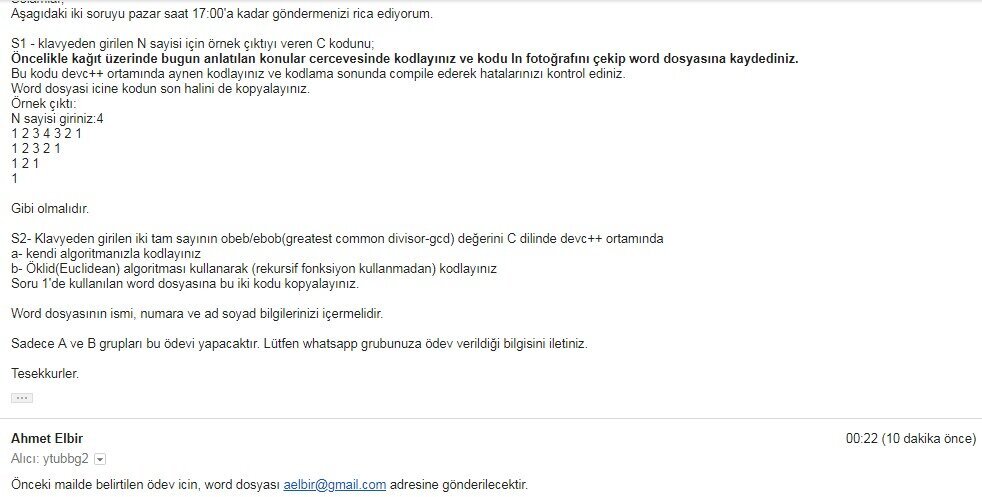 Selamlar,
Aşagıdaki iki soruyu pazar saat 17:00'a kadar göndermenizi rica ediyorum.
S1 - klavyeden girilen N sayisi için örnek çıktıyı veren C kodunu;
Öncelikle kağıt üzerinde bugun anlatılan konular cercevesinde kodlayınız ve kodu ln fotoğrafını çekip word dosyasına kaydediniz.
Bu kodu devc++ ortamında aynen kodlayınız ve kodlama sonunda compile ederek hatalarınızı kontrol ediniz.
Word dosyasi icine kodun son halini de kopyalayınız.
Örnek çıktı:
N sayisi giriniz:4
1 2 3 4 3 2 1
1 2 3 2 1
1 2 1
1
Gibi olmalıdır.
S2- Klavyeden girilen iki tam sayının obeb/ebob(greatest common divisor-gcd) değerini C dilinde devc++ ortamında
a- kendi algoritmanızla kodlayınız
b- Öklid(Euclidean) algoritması kullanarak (rekursif fonksiyon kullanmadan) kodlayınız
Soru 1'de kullanılan word dosyasına bu iki kodu kopyalayınız.
Word dosyasının ismi, numara ve ad soyad bilgilerinizi içermelidir.
Sadece A ve B grupları bu ödevi yapacaktır. Lütfen whatsapp grubunuza ödev verildiği bilgisini iletiniz.
Tesekkurler.
Ahmet Elbir 00:22 (10 dakika önce)
Alıcı: ytubbg2
Önceki mailde belirtilen ödev icin, word dosyası aelbir@gmail.com adresine gönderilecektir.